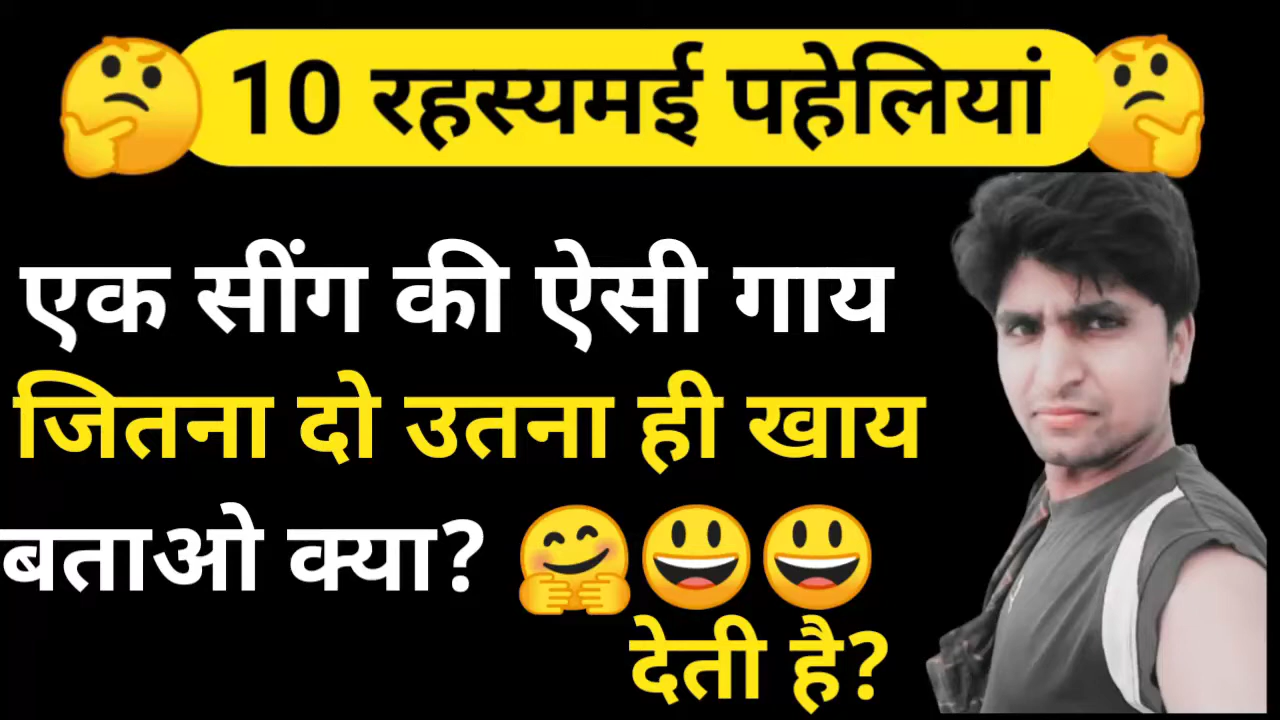 10 रहस्यमई पहेलियां
एक सींग की ऐसी गाय
जितना दो उतना ही खाय
बताओ क्या?
देती है?